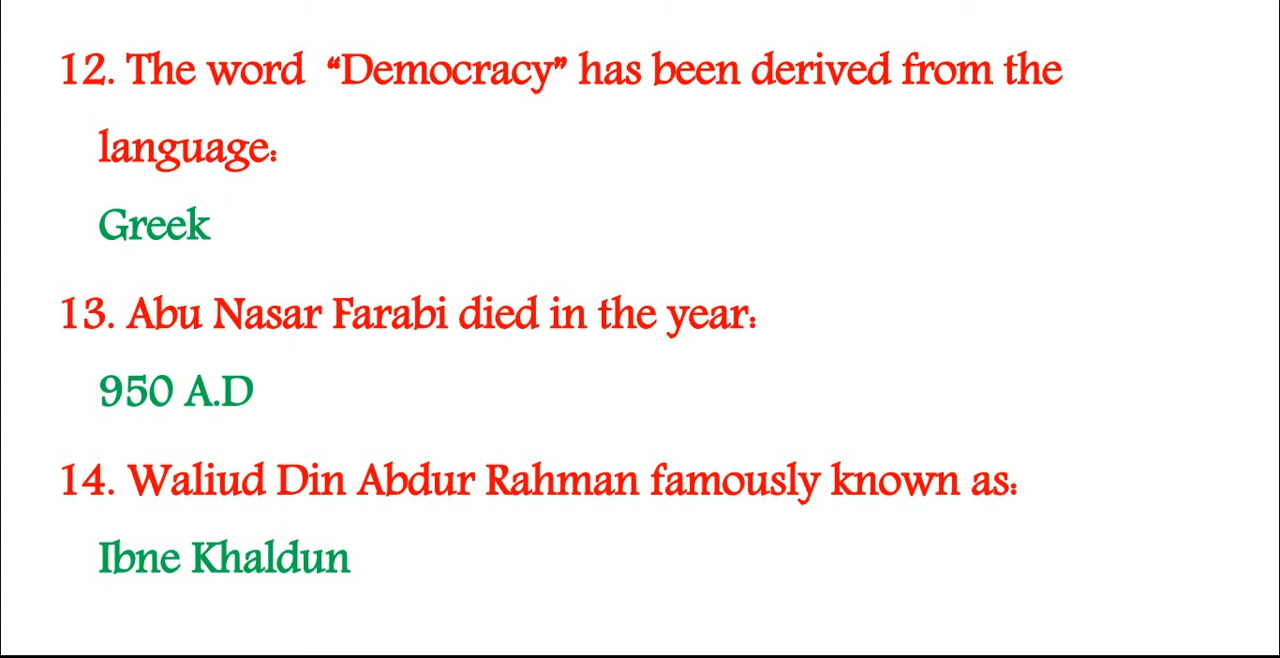 12. The word “Democracy” has been derived from the
language:
Greek
13. Abu Nasar Farabi died in the year:
950 A.D
14. Waliud Din Abdur Rahman famously known as:
Ibne Khaldun